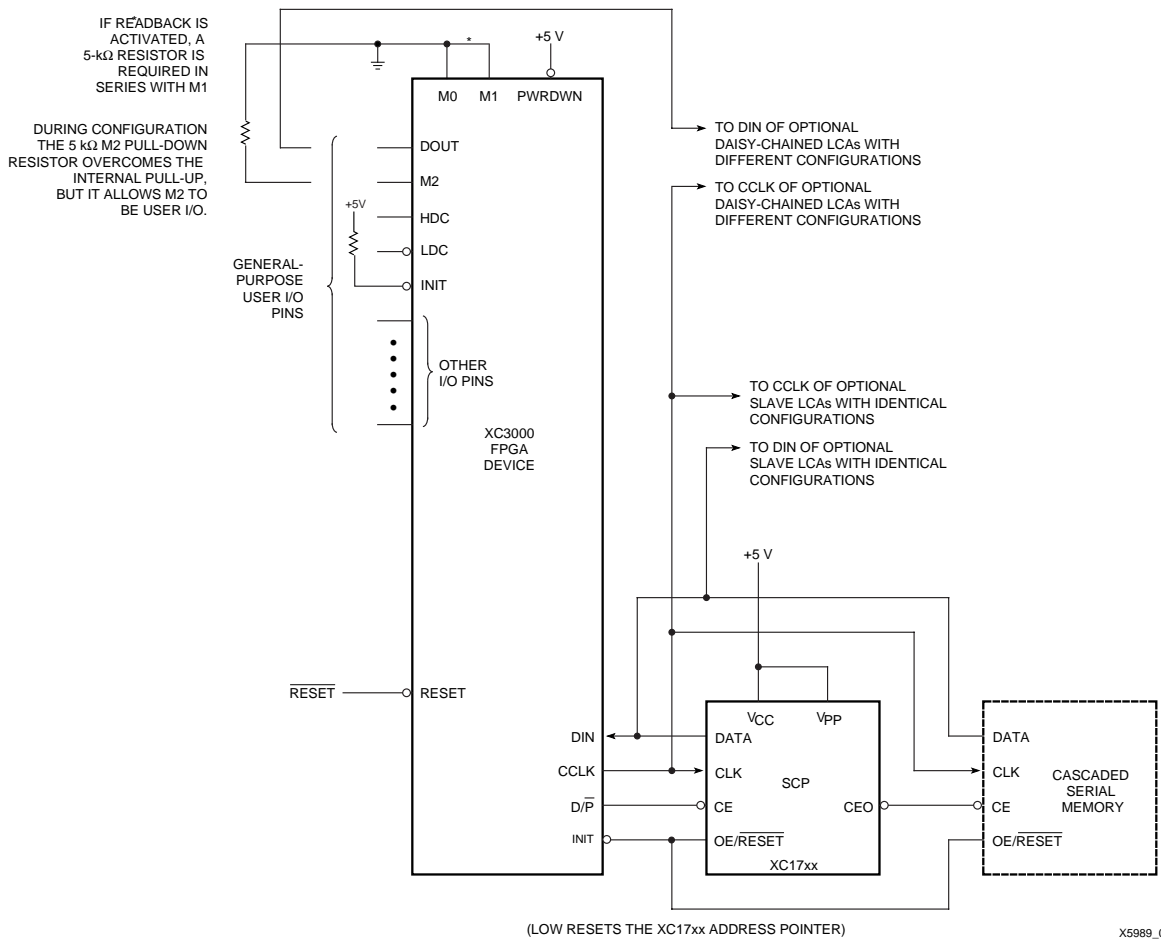 IF READBACK IS
ACTIVATED, A
5-kΩ RESISTOR IS
REQUIRED IN
SERIES WITH M1
*
*
+5 V
M0 M1 PWRDWN
DURING CONFIGURATION
THE 5 kΩ M2 PULL-DOWN
RESISTOR OVERCOMES THE
INTERNAL PULL-UP,
BUT IT ALLOWS M2 TO
BE USER I/O.
TO DIN OF OPTIONAL
DAISY-CHAINED LCAs WITH
DIFFERENT CONFIGURATIONS
TO CCLK OF OPTIONAL
DAISY-CHAINED LCAs WITH
DIFFERENT CONFIGURATIONS
DOUT
M2
+5V
HDC
LDC
INIT
GENERAL-
PURPOSE
USER I/O
PINS
OTHER
I/O PINS
XC3000
FPGA
DEVICE
TO CCLK OF OPTIONAL
SLAVE LCAs WITH IDENTICAL
CONFIGURATIONS
TO DIN OF OPTIONAL
SLAVE LCAs WITH IDENTICAL
CONFIGURATIONS
+5 V
RESET
RESET
DIN
CCLK
D/P
INIT
VCC VPP
DATA
CLK
SCP
CE
CEO
OE/RESET
XC17xx
DATA
CLK
CASCADED
SERIAL
MEMORY
CE
OE/RESET
(LOW RESETS THE XC17xx ADDRESS POINTER)